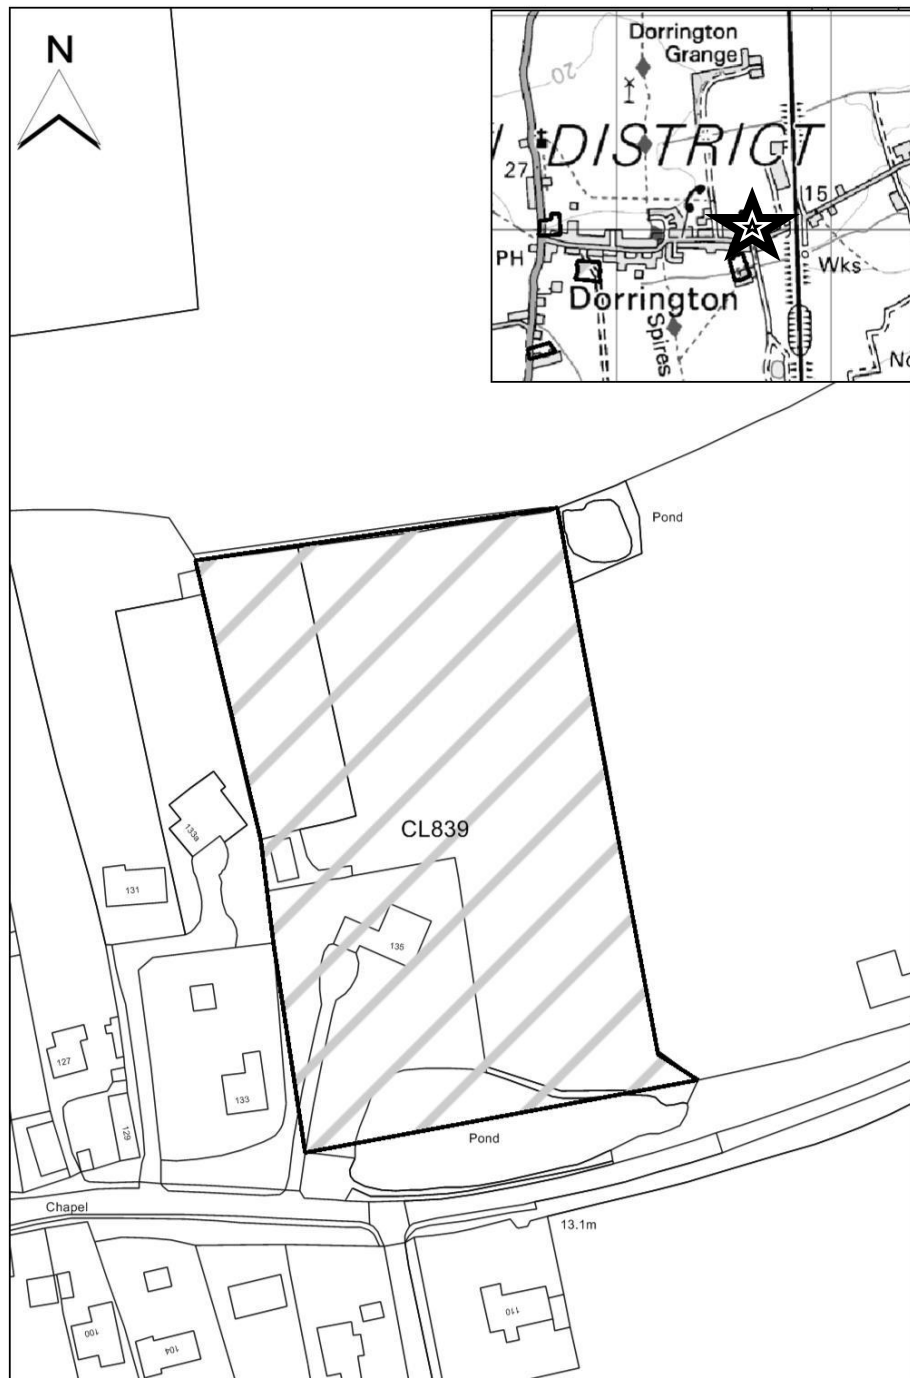 N
Dorrington
Grange
20
N DISTRICT
27
15
PH
Wks
Dorrington
Spires
No
Pond
CL839
133a
131
135
127
133
129
Pond
Chapel
13.1m
110
100
104